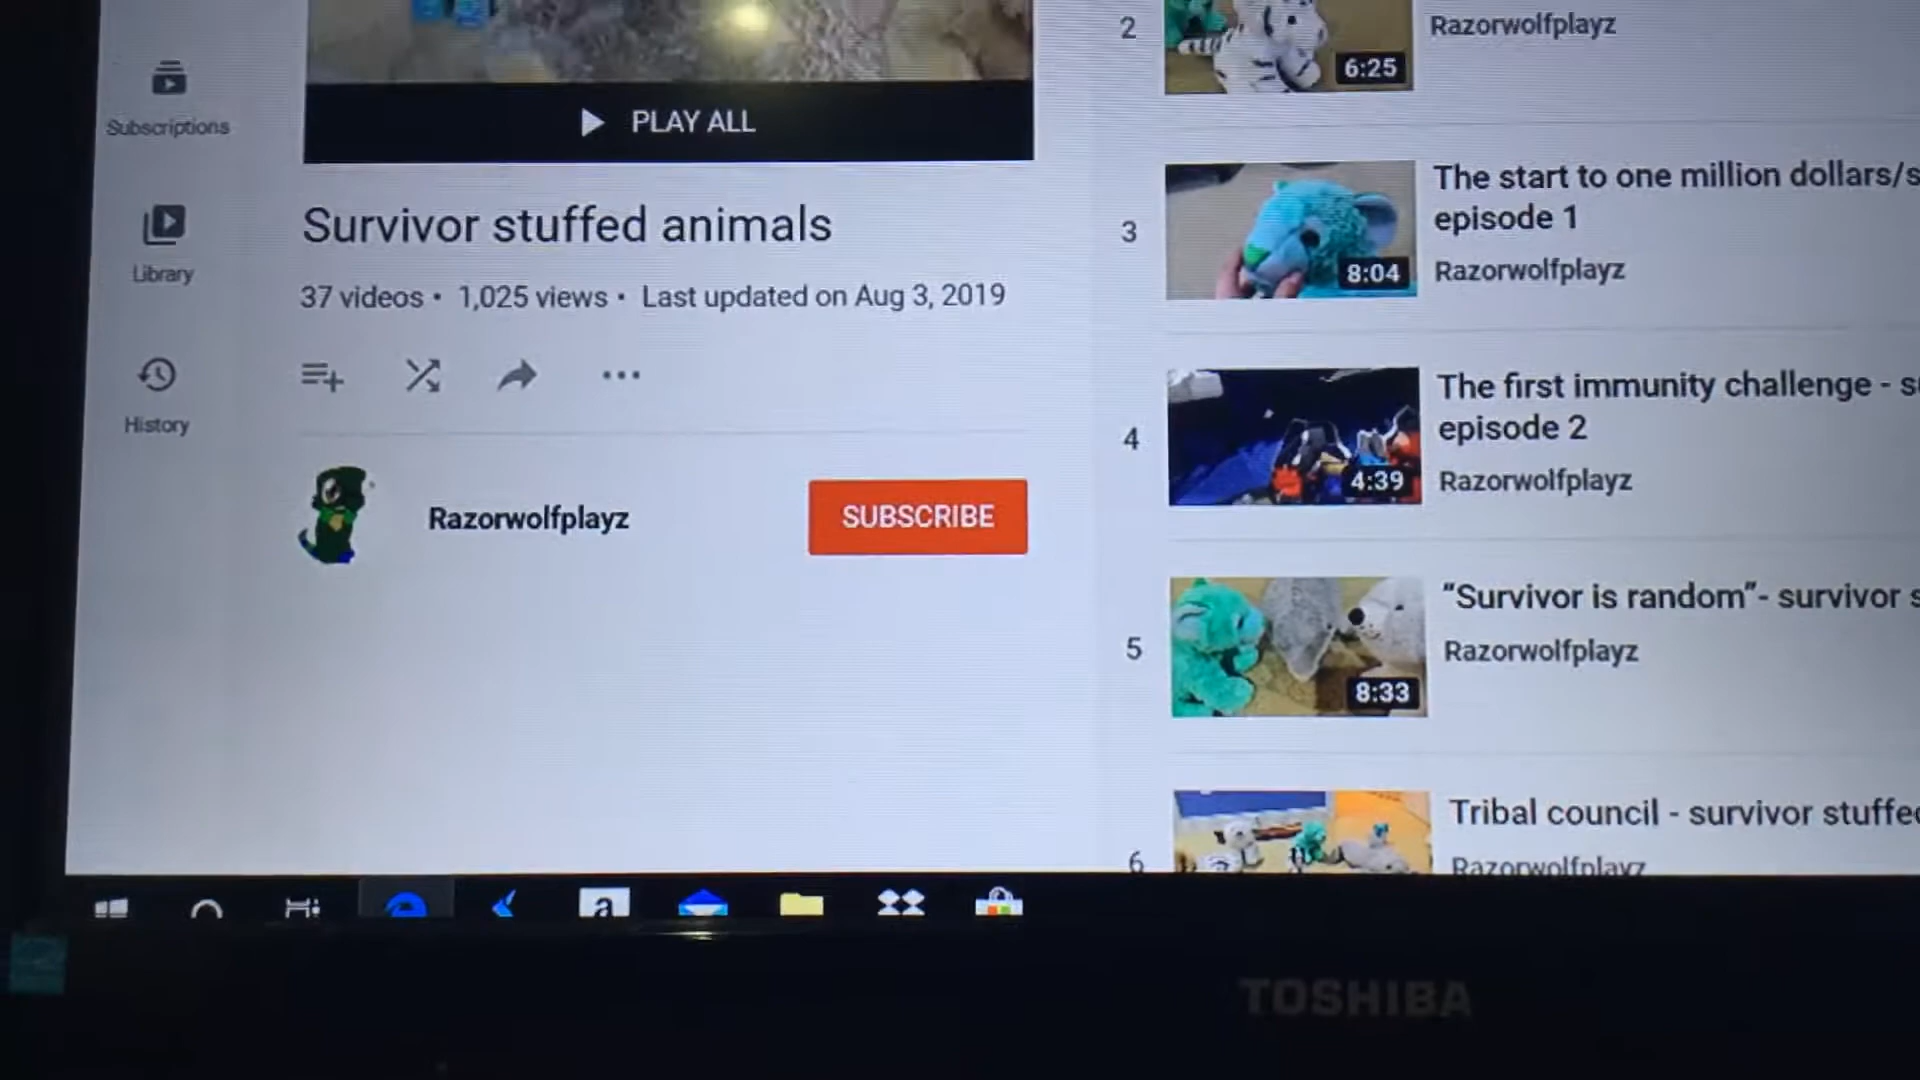 Subscriptions
Library
History
PLAY ALL
Survivor stuffed animals
37 videos • 1,025 views • Last updated on Aug 3, 2019
Razorwolfplayz
SUBSCRIBE
2
6:25
Razorwolfplayz
3
8:04
The start to one million dollars/s
episode 1
Razorwolfplayz
4
4:39
The first immunity challenge - s
episode 2
Razorwolfplayz
5
8:33
“Survivor is random”- survivor s
Razorwolfplayz
6
Tribal council - survivor stuffe
Razorwolfplayz
a
TOSHIBA